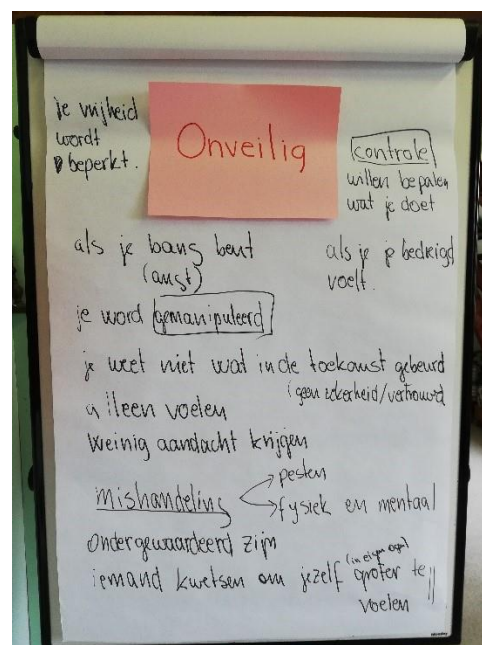 je vrijheid
wordt
beperkt.
Onveilig
controle
willen bepalen
wat je doet
als je bang bent
(angst)
als je je bedreigd
voelt.
je word gemanipuleerd
je weet niet wat in de toekomst gebeurd
(geen zekerheid/vertrouwd
alleen voelen
weinig aandacht krijgen
mishandeling
pesten
fysiek en mentaal
ondergewaardeerd zijn
iemand kwetsen om jezelf (in eigen ogen) groter te
voelen